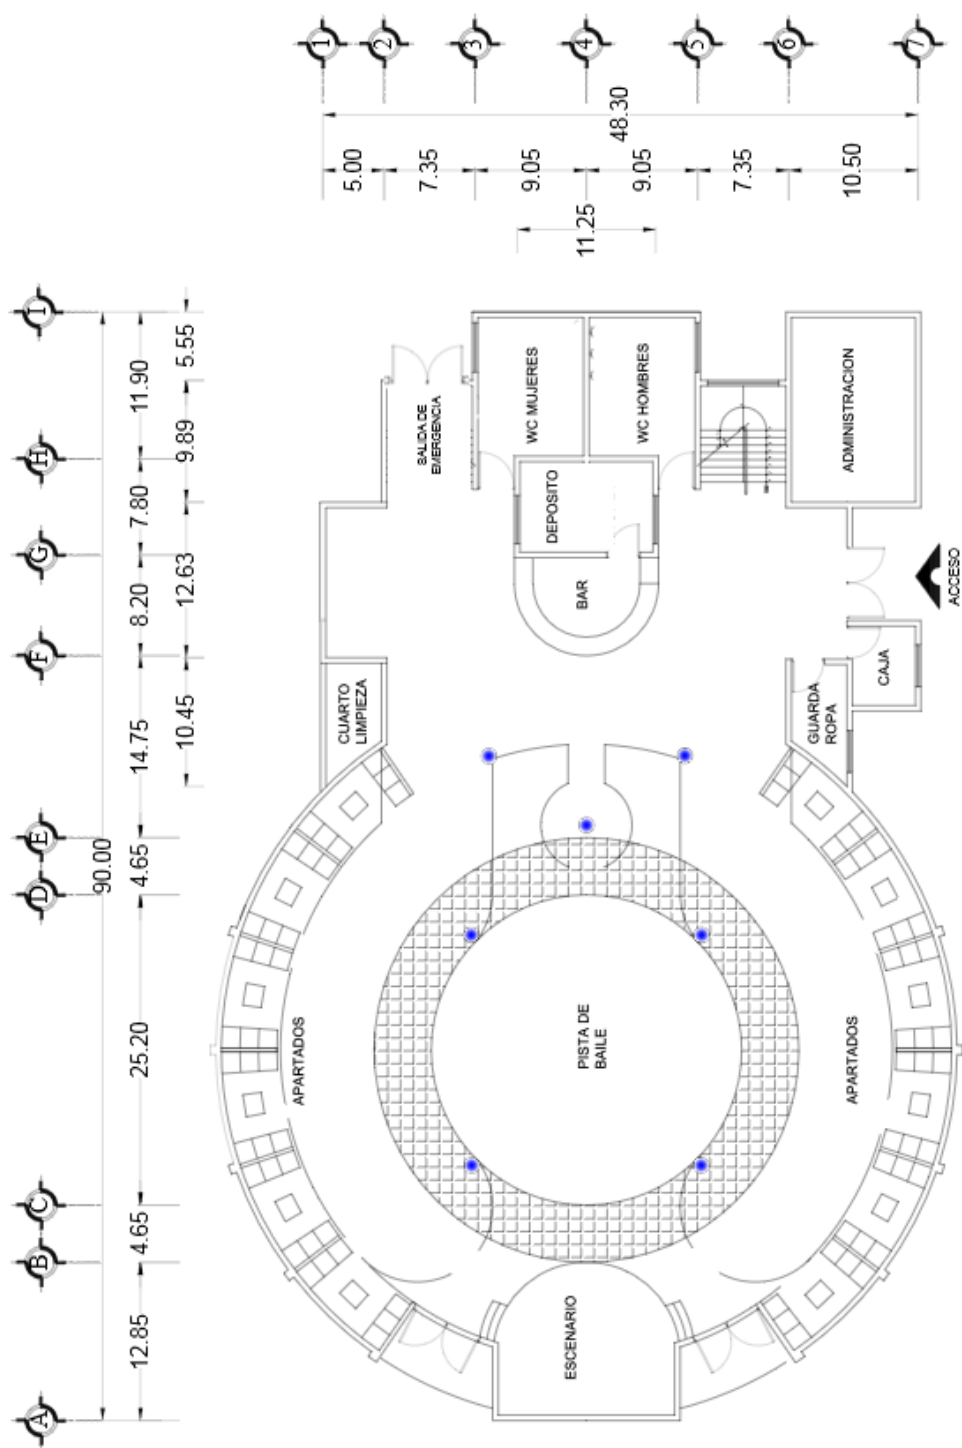 1
2
3
4
5
6
7
48.30
5.00
7.35
9.05
9.05
7.35
10.50
11.25
I
H
G
F
E
D
C
B
A
90.00
11.90
7.80
8.20
14.75
4.65
25.20
4.65
12.85
5.55
9.89
12.63
10.45
SALIDA DE
EMERGENCIA
WC MUJERES
WC HOMBRES
ADMINISTRACION
DEPOSITO
BAR
ACCESO
CAJA
GUARDA
ROPA
CUARTO
LIMPIEZA
APARTADOS
PISTA DE
BAILE
APARTADOS
ESCENARIO